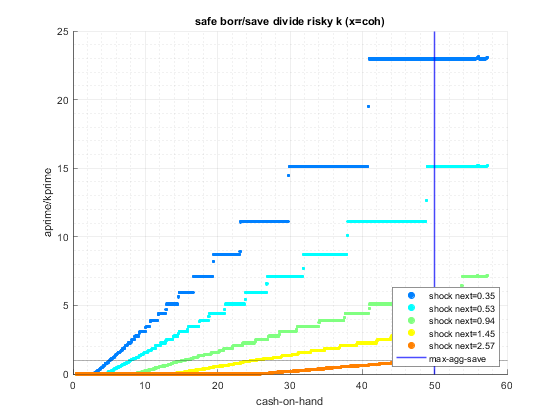 safe borr/save divide risky k (x=coh)
25
20
15
10
5
0
aprime/kprime
0 10 20 30 40 50 60
cash-on-hand
shock next=0.35
shock next=0.53
shock next=0.94
shock next=1.45
shock next=2.57
max-agg-save